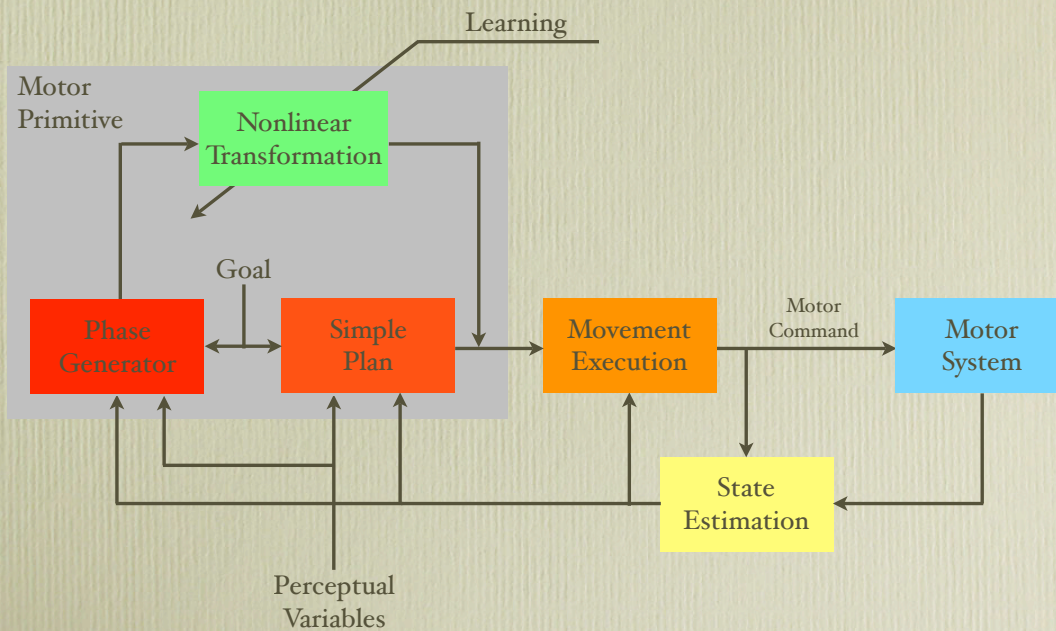 Learning
Motor
Primitive
Nonlinear
Transformation
Goal
Phase
Generator
Simple
Plan
Movement
Execution
Motor
Command
Motor
System
State
Estimation
Perceptual
Variables